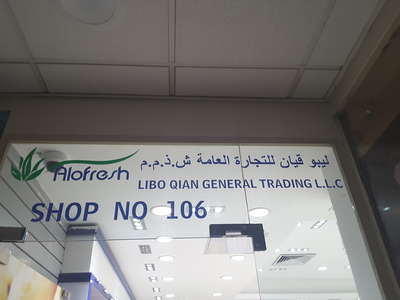 Alofresh
ليبو قيان للتجارة العامة ش.ذ.م.م
LIBO QIAN GENERAL TRADING L.L.C
SHOP NO 106